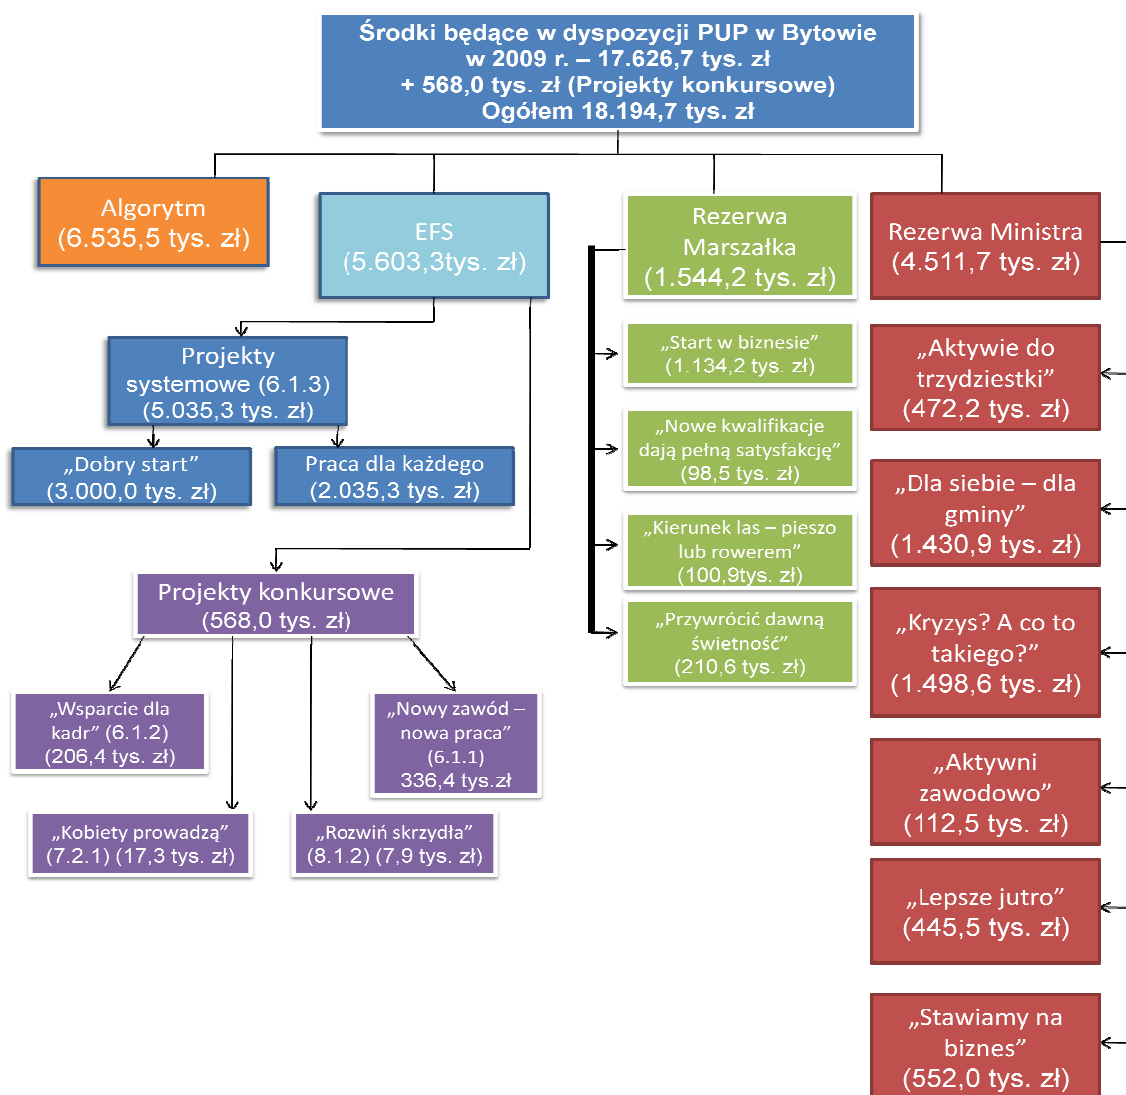 Środki będące w dyspozycji PUP w Bytowie
w 2009 r. – 17.626,7 tys. zł
+ 568,0 tys. zł (Projekty konkursowe)
Ogółem 18.194,7 tys. zł
Algorytm
(6.535,5 tys. zł)
EFS
(5.603,3tys. zł)
Rezerwa
Marszałka
(1.544,2 tys. zł)
Rezerwa Ministra
(4.511,7 tys. zł)
Projekty
systemowe (6.1.3)
(5.035,3 tys. zł)
„Dobry start”
(3.000,0 tys. zł)
Praca dla każdego
(2.035,3 tys. zł)
Projekty konkursowe
(568,0 tys. zł)
„Wsparcie dla
kadr” (6.1.2)
(206,4 tys. zł)
„Nowy zawód –
nowa praca”
(6.1.1)
336,4 tys.zł
„Kobiety prowadzą”
(7.2.1) (17,3 tys. zł)
„Rozwiń skrzydła”
(8.1.2) (7,9 tys. zł)
„Start w biznesie”
(1.134,2 tys. zł)
„Nowe kwalifikacje
dają pełną satysfakcję”
(98,5 tys. zł)
„Kierunek las – pieszo
lub rowerem”
(100,9tys. zł)
„Przywrócić dawną
świetność”
(210,6 tys. zł)
„Aktywie do
trzydziestki”
(472,2 tys. zł)
„Dla siebie – dla
gminy”
(1.430,9 tys. zł)
„Kryzys? A co to
takiego?”
(1.498,6 tys. zł)
„Aktywni
zawodowo”
(112,5 tys. zł)
„Lepsze jutro”
(445,5 tys. zł)
„Stawiamy na
biznes”
(552,0 tys. zł)